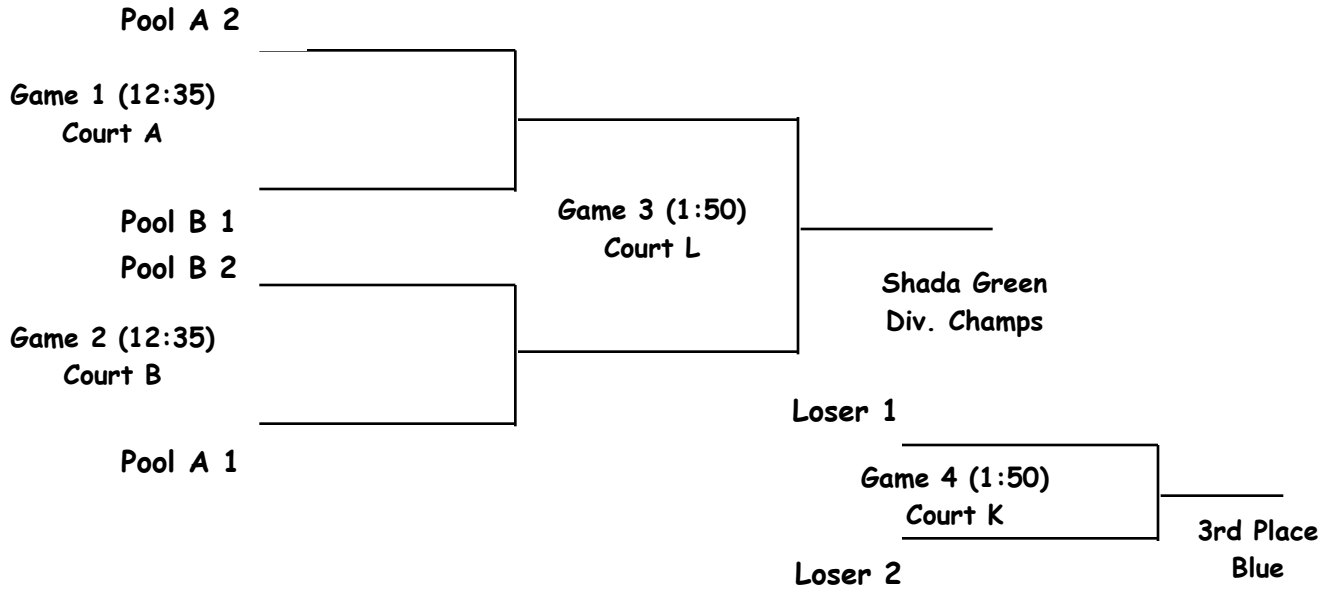 Pool A 2
Game 1 (12:35)
Court A
Pool B 1
Pool B 2
Game 2 (12:35)
Court B
Pool A 1
Game 3 (1:50)
Court L
Shada Green
Div. Champs
Loser 1
Game 4 (1:50)
Court K
Loser 2
3rd Place
Blue